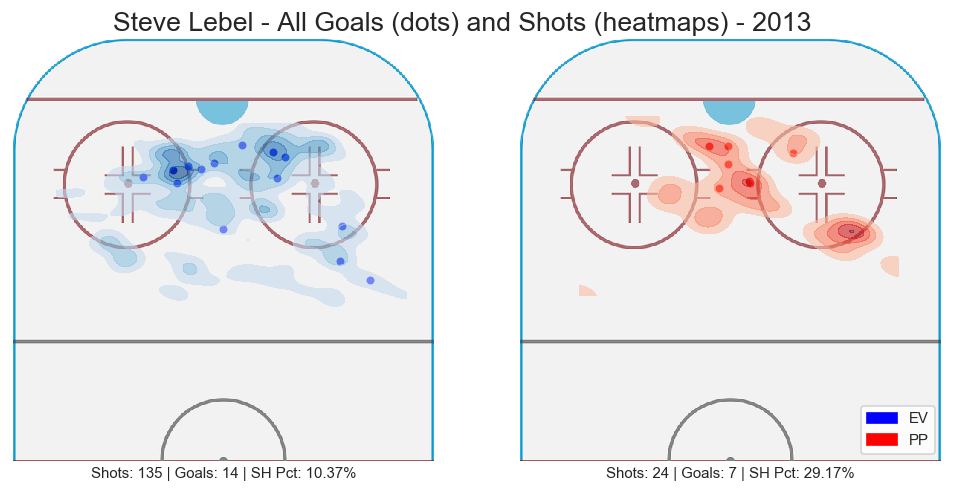 Steve Lebel - All Goals (dots) and Shots (heatmaps) - 2013
EV
PP
Shots: 135 | Goals: 14 | SH Pct: 10.37%
Shots: 24 | Goals: 7 | SH Pct: 29.17%